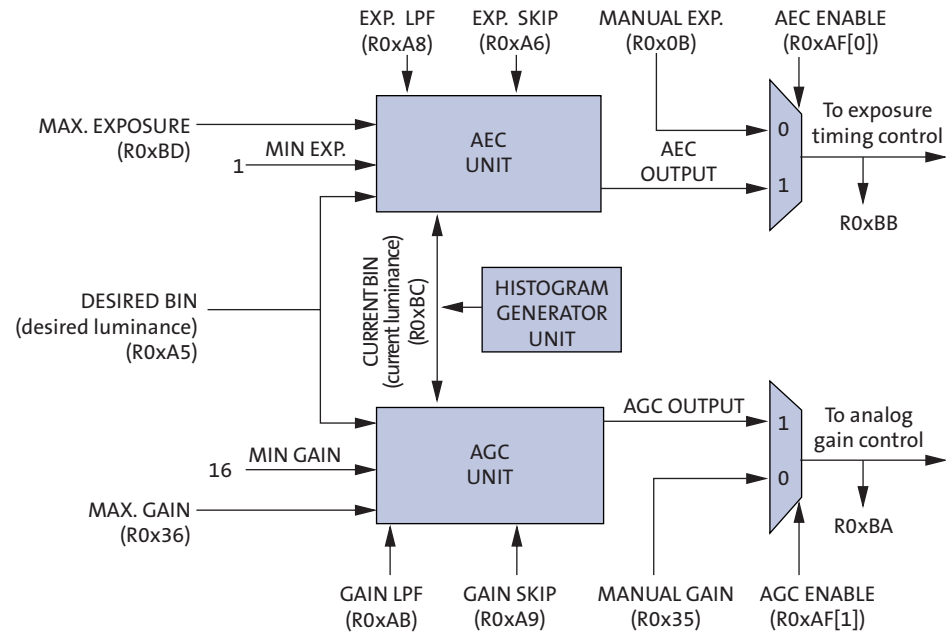 EXP. LPF
(R0xA8)
EXP. SKIP
(R0xA6)
MANUAL EXP.
(R0x0B)
AEC ENABLE
(R0xAF[0])
MAX. EXPOSURE
(R0xBD)
1
MIN EXP.
AEC
UNIT
AEC
OUTPUT
0
1
To exposure
timing control
R0xBB
DESIRED BIN
(desired luminance)
(R0xA5)
CURRENT BIN
(current luminance)
(R0xBC)
HISTOGRAM
GENERATOR
UNIT
16
MIN GAIN
MAX. GAIN
(R0x36)
AGC
UNIT
AGC OUTPUT
1
0
To analog
gain control
R0xBA
GAIN LPF
(R0xAB)
GAIN SKIP
(R0xA9)
MANUAL GAIN
(R0x35)
AGC ENABLE
(R0xAF[1])